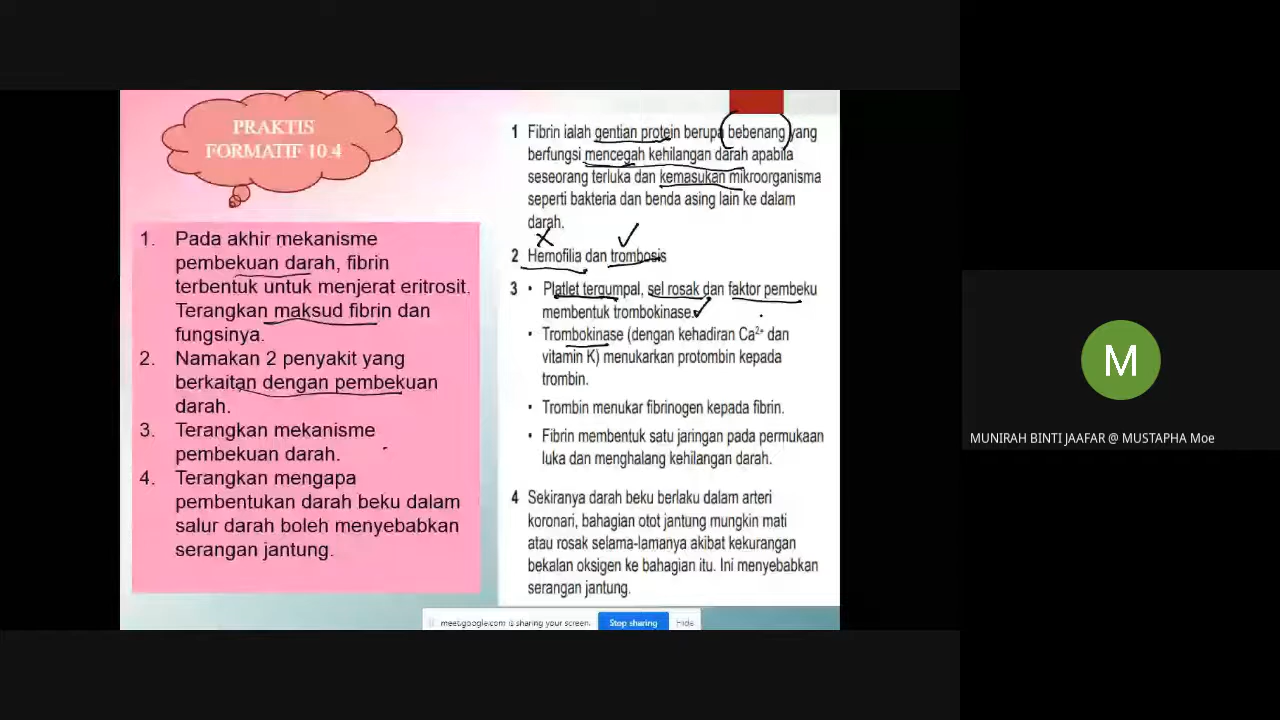 PRAKTIS
FORMATIF 10.4
1. Pada akhir mekanisme
pembekuan darah, fibrin
terbentuk untuk menjerat eritrosit.
Terangkan maksud fibrin dan
fungsinya.
2. Namakan 2 penyakit yang
berkaitan dengan pembekuan
darah.
3. Terangkan mekanisme
pembekuan darah.
4. Terangkan mengapa
pembentukan darah beku dalam
salur darah boleh menyebabkan
serangan jantung.
1 Fibrin ialah gentian protein berupa bebenang yang
berfungsi mencegah kehilangan darah apabila
seseorang terluka dan kemasukan mikroorganisma
seperti bakteria dan benda asing lain ke dalam
darah.
2 Hemofilia dan trombosis
3 • Platlet tergumpal, sel rosak dan faktor pembeku
membentuk trombokinase.
• Trombokinase (dengan kehadiran Ca²⁺ dan
vitamin K) menukarkan protombin kepada
trombin.
• Trombin menukar fibrinogen kepada fibrin.
• Fibrin membentuk satu jaringan pada permukaan
luka dan menghalang kehilangan darah.
4 Sekiranya darah beku berlaku dalam arteri
koronari, bahagian otot jantung mungkin mati
atau rosak selama-lamanya akibat kekurangan
bekalan oksigen ke bahagian itu. Ini menyebabkan
serangan jantung.
meet.google.com is sharing your screen. Stop sharing Hide
M
MUNIRAH BINTI JAAFAR @ MUSTAPHA Moe